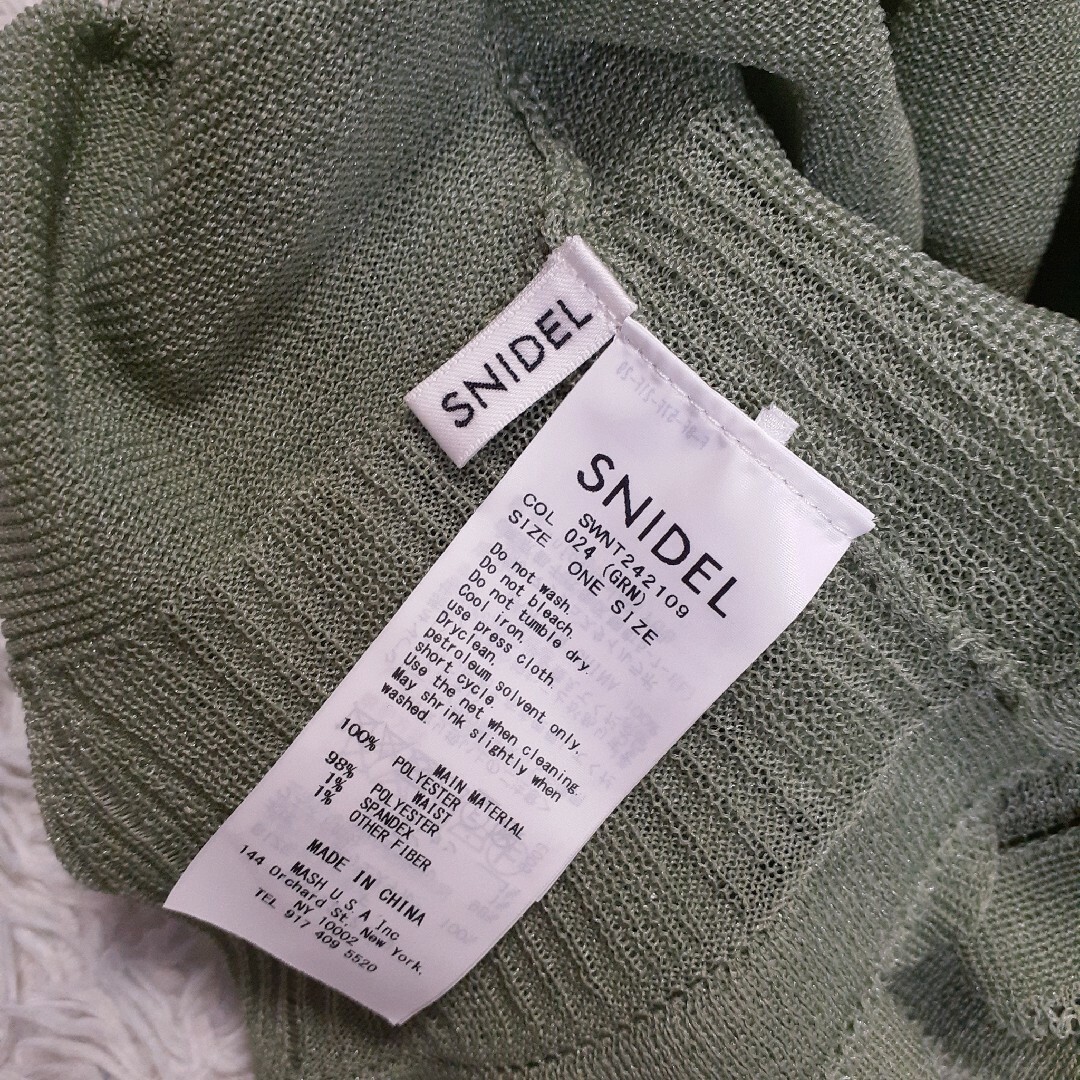 SNIDEL
SNIDEL
SWNT242109
COL 024 (GRN)
SIZE ONE SIZE
Do not wash.
Do not bleach.
Do not tumble dry.
Cool iron.
use press cloth.
Dryclean.
petroleum solvent only.
short cycle.
Use the net when cleaning.
May shrink slightly when
washed.
MAIN MATERIAL
100% POLYESTER
WAIST
98% POLYESTER
1% SPANDEX
1% OTHER FIBER
MADE IN CHINA
MASH U.S.A Inc
144 Orchard St. New York.
NY 10002
TEL 917 409 5520